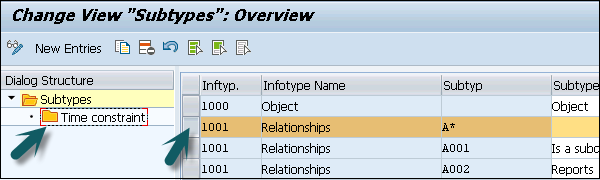 Change View "Subtypes": Overview
New Entries
Dialog Structure
Subtypes
Time constraint
Inftyp. Infotype Name Subtyp Subtype
1000 Object Object
1001 Relationships A*
1001 Relationships A001 Is a subo
1001 Relationships A002 Reports